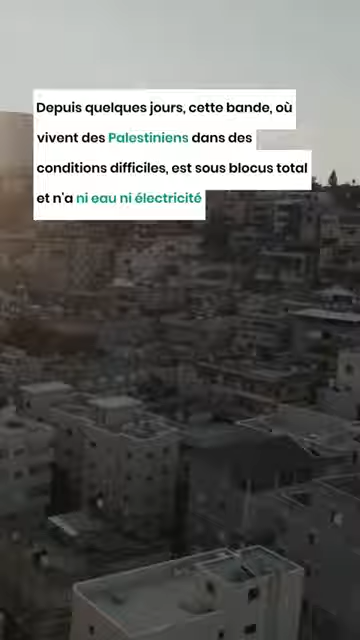 Depuis quelques jours, cette bande, où
vivent des Palestiniens dans des
conditions difficiles, est sous blocus total
et n'a ni eau ni électricité